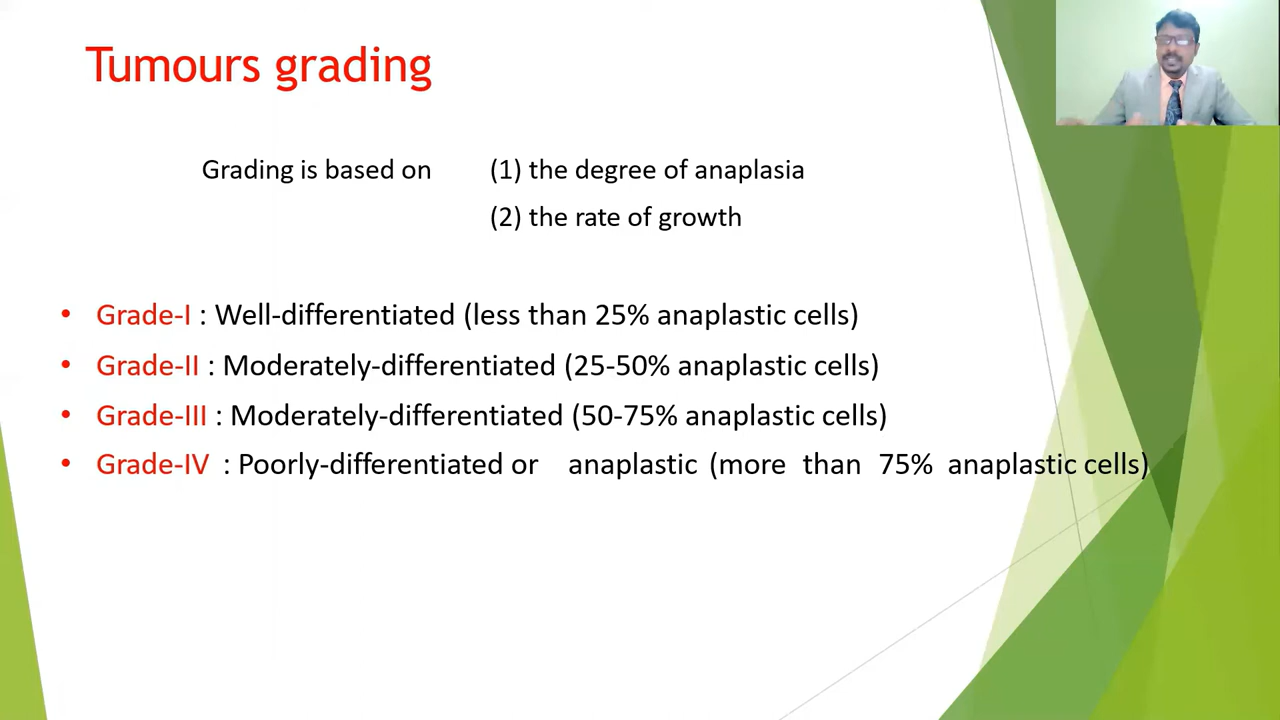 Tumours grading
Grading is based on (1) the degree of anaplasia
(2) the rate of growth
• Grade-I : Well-differentiated (less than 25% anaplastic cells)
• Grade-II : Moderately-differentiated (25-50% anaplastic cells)
• Grade-III : Moderately-differentiated (50-75% anaplastic cells)
• Grade-IV : Poorly-differentiated or anaplastic (more than 75% anaplastic cells)